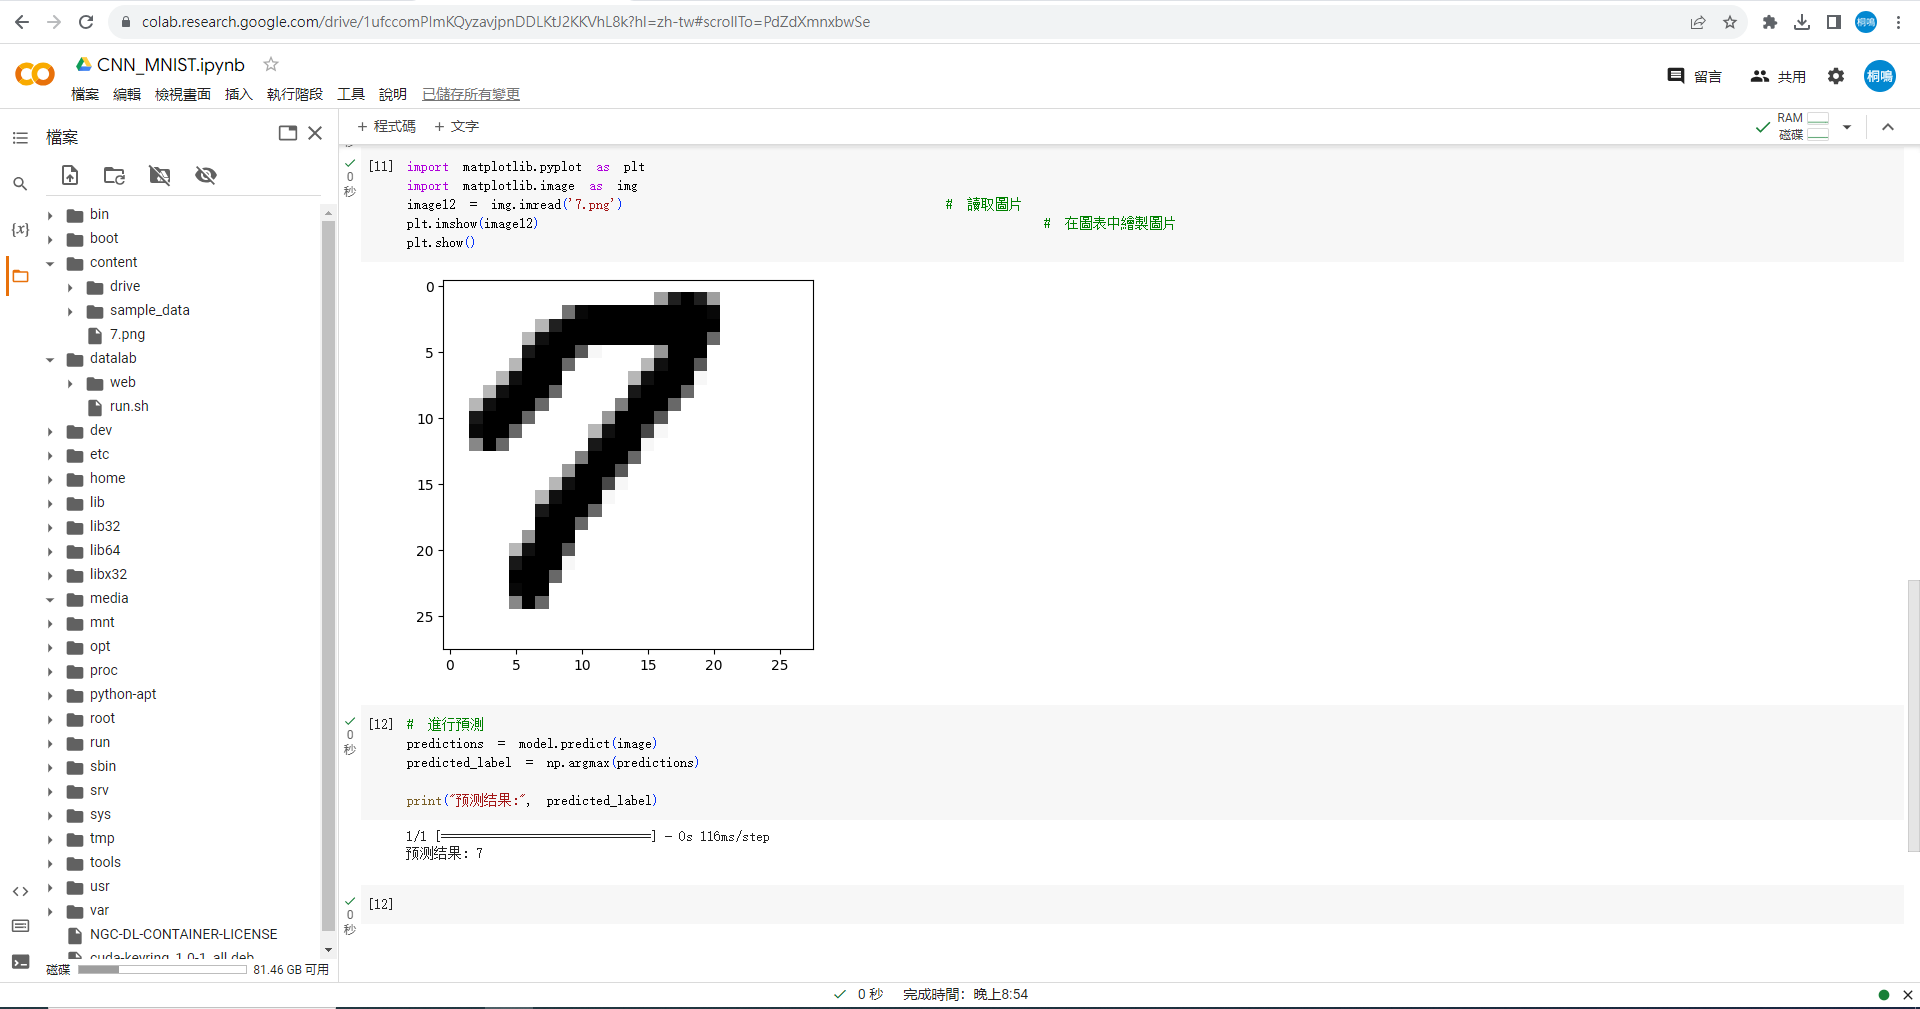 colab.research.google.com/drive/1ufccomPImKQyzavjpnDDLKtJ2KKVhL8k?hl=zh-tw#scrollTo=PdZdXmnxbwSe
桐鳴
CNN_MNIST.ipynb
檔案 編輯 檢視畫面 插入 執行階段 工具 說明 已儲存所有變更
留言 共用 桐鳴
檔案
+ 程式碼 + 文字
RAM
磁碟
bin
boot
content
drive
sample_data
7.png
datalab
web
run.sh
dev
etc
home
lib
lib32
lib64
libx32
media
mnt
opt
proc
python-apt
root
run
sbin
srv
sys
tmp
tools
usr
var
NGC-DL-CONTAINER-LICENSE
cuda-keyring_1.0-1_all.deb
磁碟 81.46 GB 可用
{x}
0
秒
[11] import matplotlib.pyplot as plt
import matplotlib.image as img
image12 = img.imread('7.png') # 讀取圖片
plt.imshow(image12) # 在圖表中繪製圖片
plt.show()
0
5
10
15
20
25
0 5 10 15 20 25
0
秒
[12] # 進行預測
predictions = model.predict(image)
predicted_label = np.argmax(predictions)
print("预测结果:", predicted_label)
1/1 [==============================] - 0s 116ms/step
预测结果: 7
0
秒
[12]
0 秒 完成時間：晚上8:54